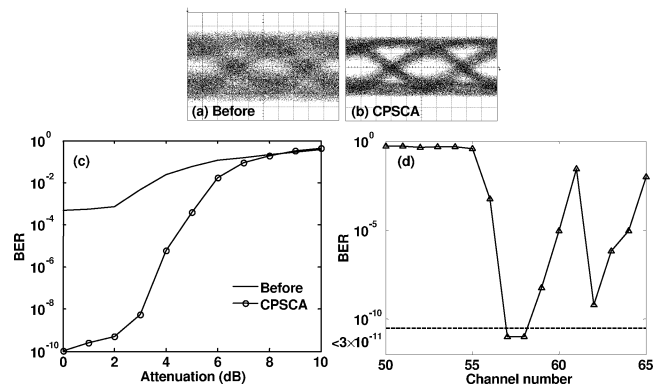 (a) Before
(b) CPSCA
(c)
BER
10^0
10^-2
10^-4
10^-6
10^-8
10^-10
0 2 4 6 8 10
Attenuation (dB)
Before
CPSCA
(d)
BER
10^0
10^-5
10^-10
<3×10^-11
50 55 60 65
Channel number